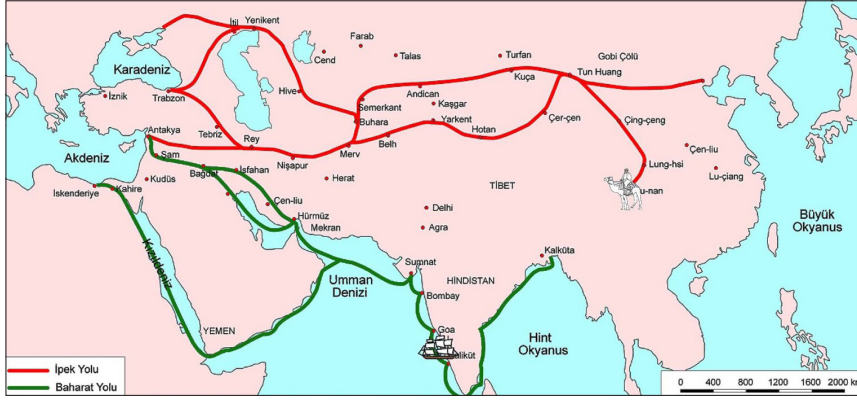 İtil
Yenikent
Karadeniz
Cend
Farab
Talas
Turfan
Gobi Çölü
Tun Huang
Kuça
İznik
Trabzon
Hive
Andican
Semerkant
Buhara
Kaşgar
Yarkent
Hotan
Çer-çen
Çing-çeng
Antakya
Tebriz
Rey
Nişapur
Merv
Belh
Akdeniz
Şam
Bağdat
İsfahan
Herat
Lung-hsi
Çen-liu
Lu-çiang
İskenderiye
Kahire
Kudüs
Çen-liu
Hürmüz
Mekran
TİBET
Delhi
Agra
u-nan
Büyük
Okyanus
Kızıldeniz
Umman
Denizi
Sumnat
HİNDİSTAN
Kalküta
Bombay
YEMEN
Goa
liküt
Hint
Okyanus
İpek Yolu
Baharat Yolu
0 400 800 1200 1600 2000 km